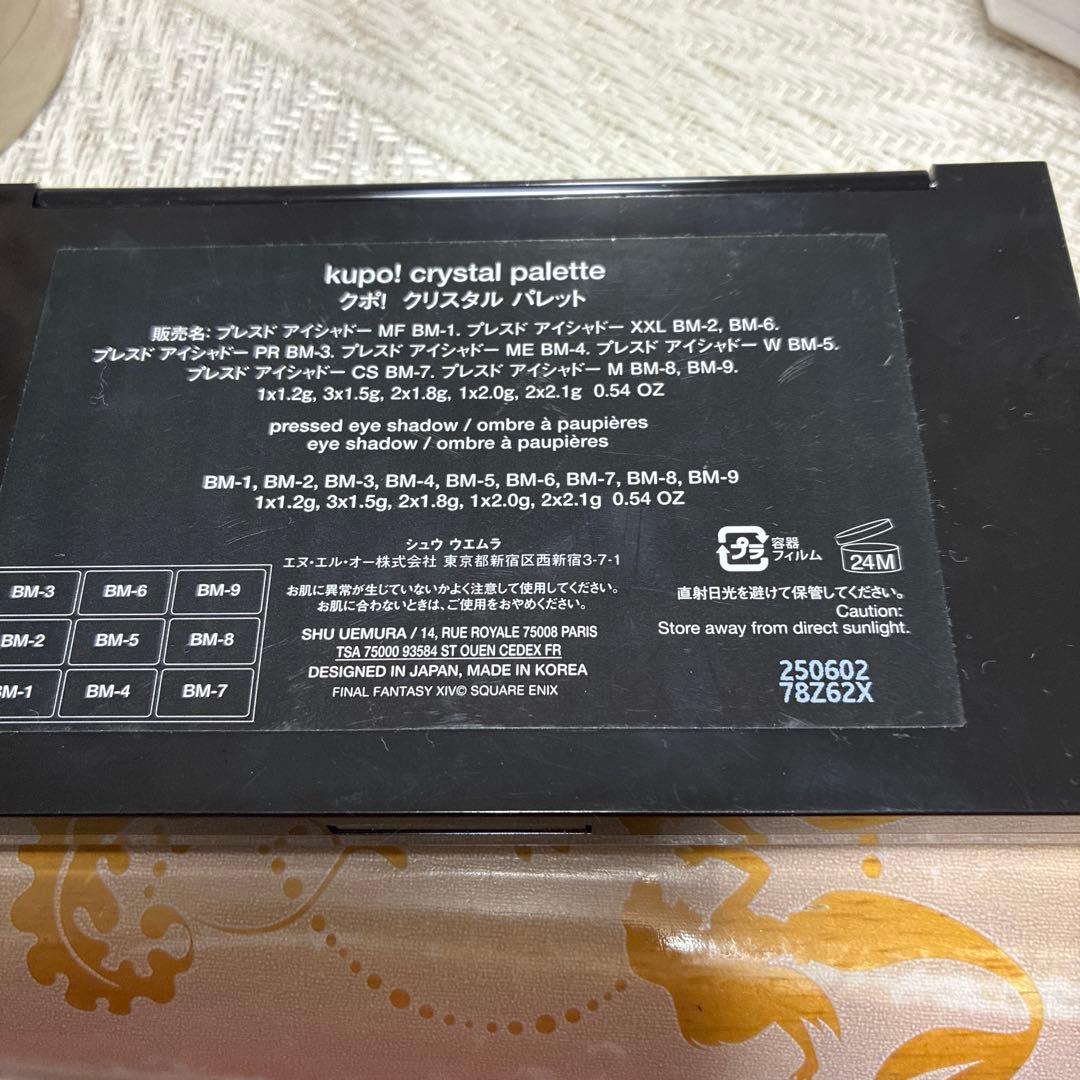 kupo! crystal palette
クポ! クリスタル パレット
販売名: プレスド アイシャドー MF BM-1. プレスド アイシャドー XXL BM-2, BM-6.
プレスド アイシャドー PR BM-3. プレスド アイシャドー ME BM-4. プレスド アイシャドー W BM-5.
プレスド アイシャドー CS BM-7. プレスド アイシャドー M BM-8, BM-9.
1x1.2g, 3x1.5g, 2x1.8g, 1x2.0g, 2x2.1g 0.54 OZ
pressed eye shadow / ombre à paupières
eye shadow / ombre à paupières
BM-1, BM-2, BM-3, BM-4, BM-5, BM-6, BM-7, BM-8, BM-9
1x1.2g, 3x1.5g, 2x1.8g, 1x2.0g, 2x2.1g 0.54 OZ
シュウ ウエムラ
エヌ・エル・オー株式会社 東京都新宿区西新宿3-7-1
お肌に異常が生じていないかよく注意して使用してください。
お肌に合わないときは、ご使用をおやめください。
SHU UEMURA / 14, RUE ROYALE 75008 PARIS
TSA 75000 93584 ST OUEN CEDEX FR
DESIGNED IN JAPAN, MADE IN KOREA
FINAL FANTASY XIV© SQUARE ENIX
BM-3 BM-6 BM-9
BM-2 BM-5 BM-8
BM-1 BM-4 BM-7
プラ
容器
フィルム
24M
直射日光を避けて保管してください。
Caution:
Store away from direct sunlight.
250602
78Z62X